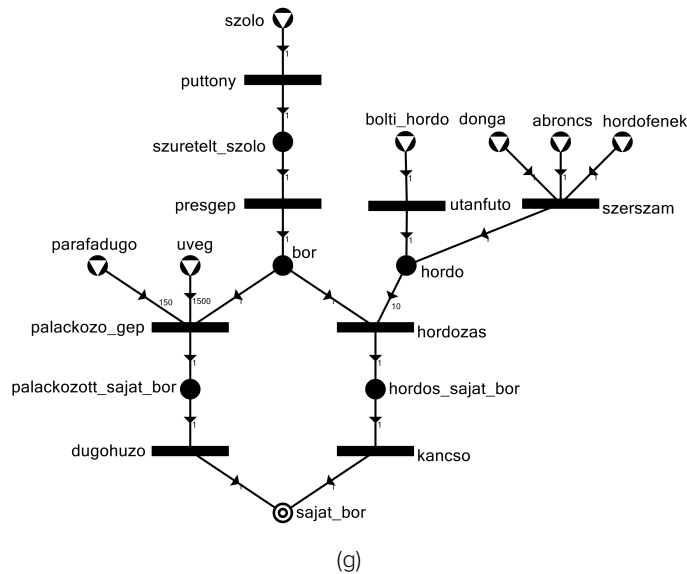 szolo
1
puttony
1
bolti_hordo donga abroncs hordofenek
szuretelt_szolo
1 1 1 1 1
presgep utanfuto szerszam
1 1 1
parafadugo uveg bor hordo
150 1500 1 1 10
palackozo_gep hordozas
1 1
palackozott_sajat_bor hordos_sajat_bor
1 1
dugohuzo kancso
1 1
sajat_bor
(g)